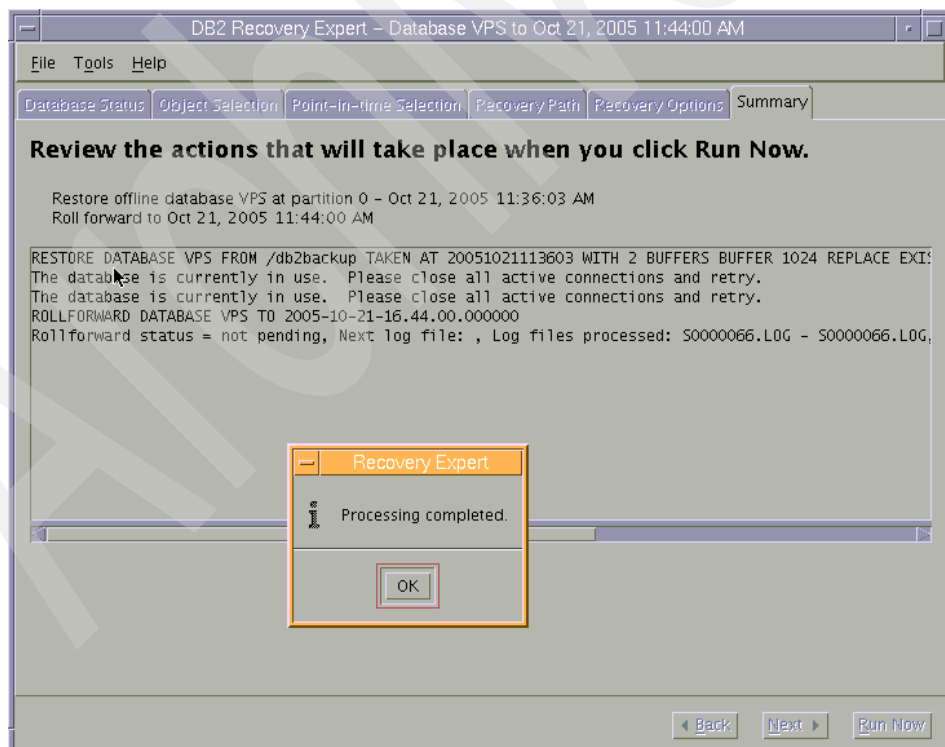 DB2 Recovery Expert – Database VPS to Oct 21, 2005 11:44:00 AM
File Tools Help
Database Status Object Selection Point-in-time Selection Recovery Path Recovery Options Summary
Review the actions that will take place when you click Run Now.
Restore offline database VPS at partition 0 – Oct 21, 2005 11:36:03 AM
Roll forward to Oct 21, 2005 11:44:00 AM
RESTORE DATABASE VPS FROM /db2backup TAKEN AT 20051021113603 WITH 2 BUFFERS BUFFER 1024 REPLACE
The database is currently in use. Please close all active connections and retry.
The database is currently in use. Please close all active connections and retry.
ROLLFORWARD DATABASE VPS TO 2005-10-21-16.44.00.000000
Rollforward status = not pending, Next log file: , Log files processed: S0000066.LOG - S0000066.LOG,
Recovery Expert
Processing completed.
OK
Back Next Run Now